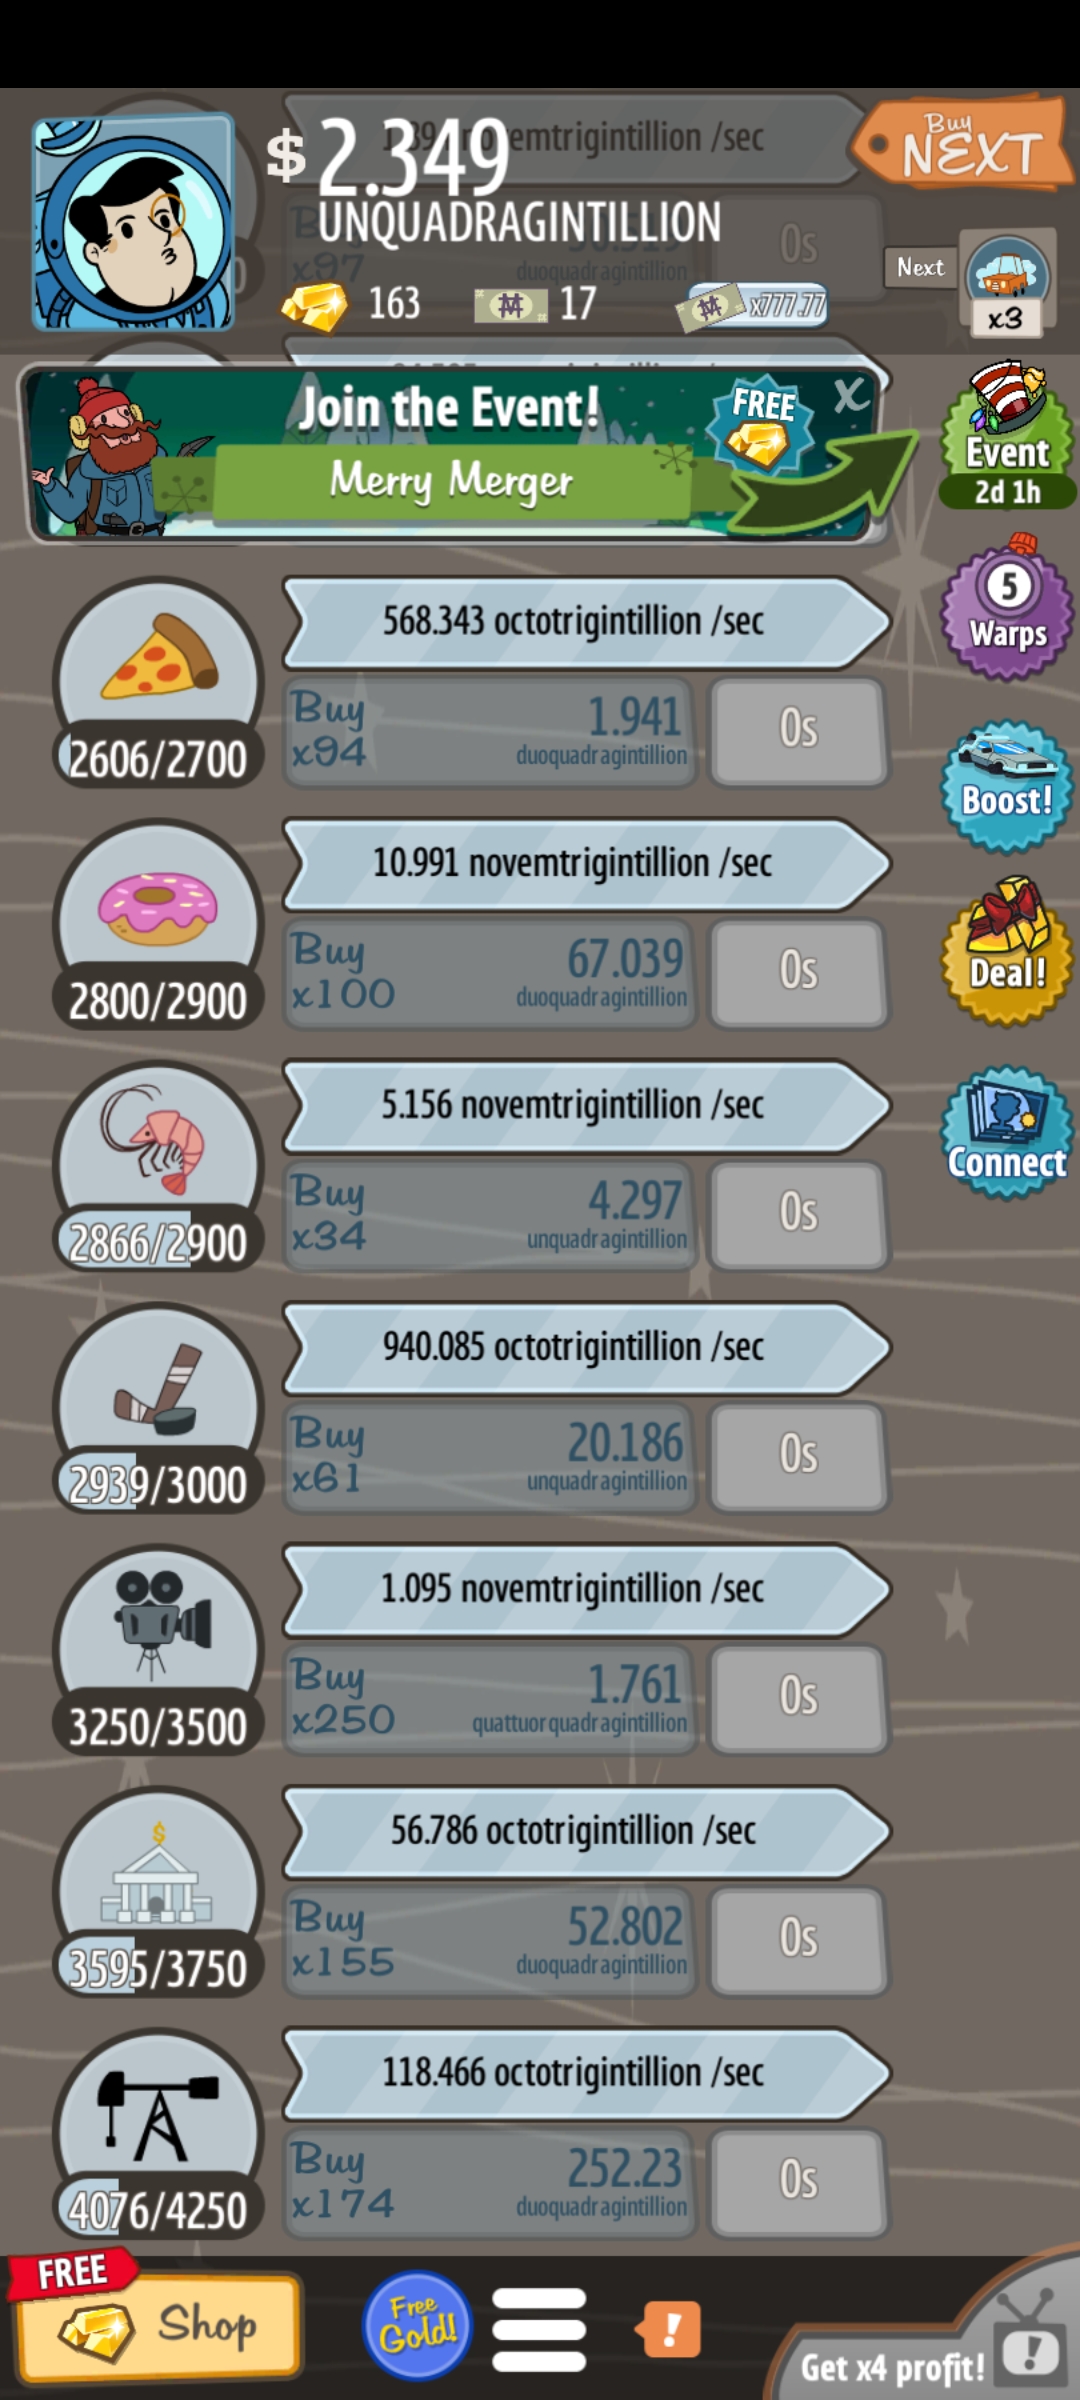 novemtrigintillion /sec
$ 2.349
UNQUADRAGINTILLION
Buy
NEXT
Buy
x97
duoquadragintillion
0s
163
17
x777.77
Next
x3
Join the Event!
FREE
X
Merry Merger
Event
2d 1h
568.343 octotrigintillion /sec
5
Warps
2606/2700
Buy
x94
1.941
duoquadragintillion
0s
Boost!
10.991 novemtrigintillion /sec
2800/2900
Buy
x100
67.039
duoquadragintillion
0s
Deal!
5.156 novemtrigintillion /sec
Connect
2866/2900
Buy
x34
4.297
unquadragintillion
0s
940.085 octotrigintillion /sec
2939/3000
Buy
x61
20.186
unquadragintillion
0s
1.095 novemtrigintillion /sec
3250/3500
Buy
x250
1.761
quattuorquadragintillion
0s
$
56.786 octotrigintillion /sec
3595/3750
Buy
x155
52.802
duoquadragintillion
0s
118.466 octotrigintillion /sec
4076/4250
Buy
x174
252.23
duoquadragintillion
0s
FREE
Shop
Free
Gold!
!
Get x4 profit!
!